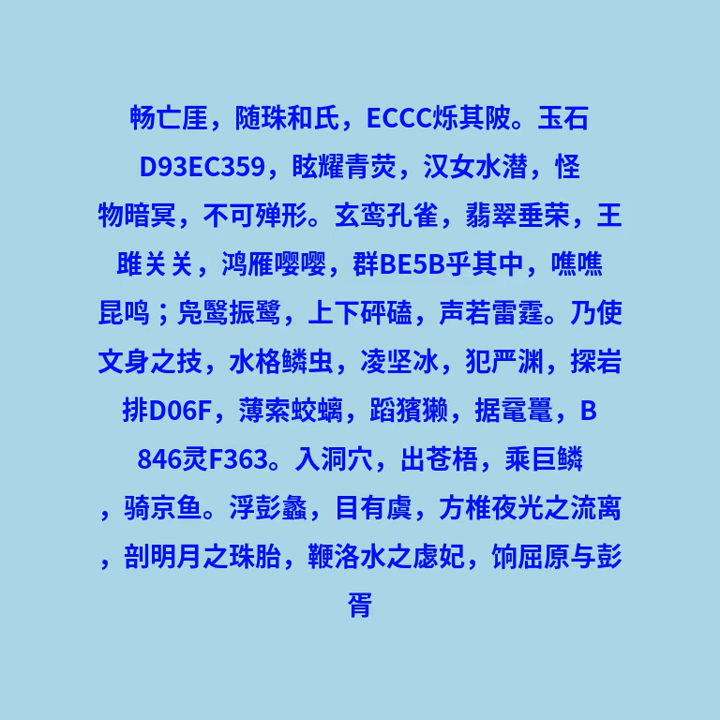 畅亡厓，随珠和氏，ECCC烁其陂。玉石
D93EC359，眩耀青荧，汉女水潜，怪
物暗冥，不可殚形。玄鸾孔雀，翡翠垂荣，王
雎关关，鸿雁嘤嘤，群BE5B乎其中，噍噍
昆鸣；凫鷖振鹭，上下砰磕，声若雷霆。乃使
文身之技，水格鳞虫，凌坚冰，犯严渊，探岩
排D06F，薄索蛟螭，蹈獱獭，据鼋鼍，B
846灵F363。入洞穴，出苍梧，乘巨鳞
，骑京鱼。浮彭蠡，目有虞，方椎夜光之流离
，剖明月之珠胎，鞭洛水之虙妃，饷屈原与彭
胥